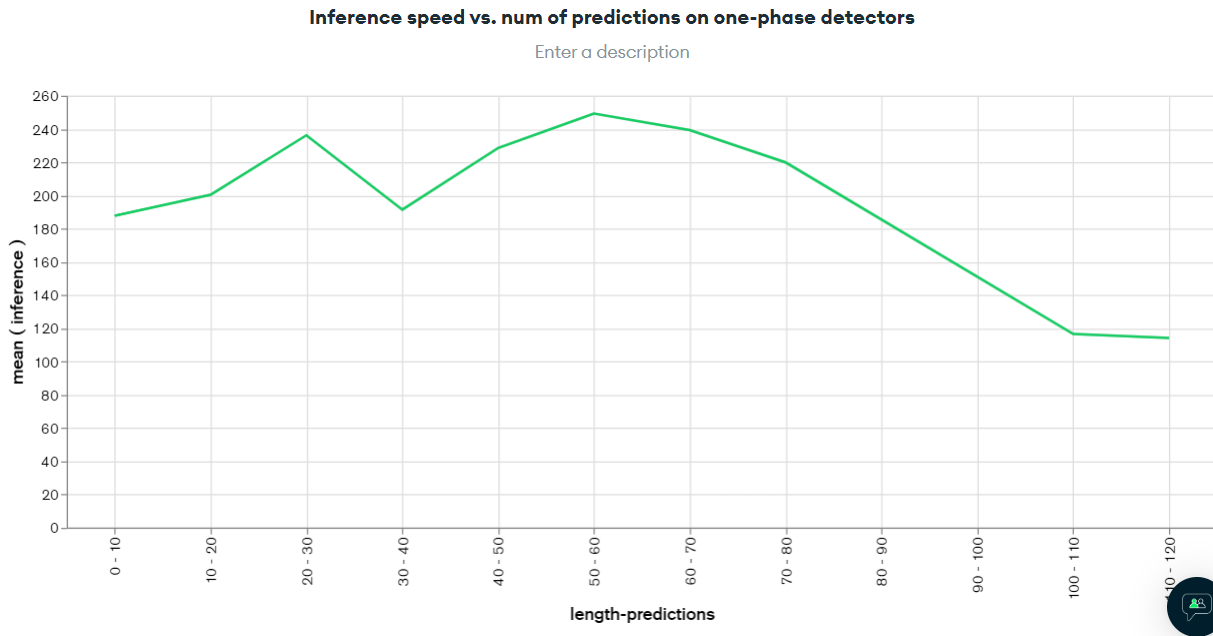 Inference speed vs. num of predictions on one-phase detectors
Enter a description
260
240
220
200
180
160
140
120
100
80
60
40
20
0
mean ( inference )
0 - 10
10 - 20
20 - 30
30 - 40
40 - 50
50 - 60
60 - 70
70 - 80
80 - 90
90 - 100
100 - 110
110 - 120
length-predictions